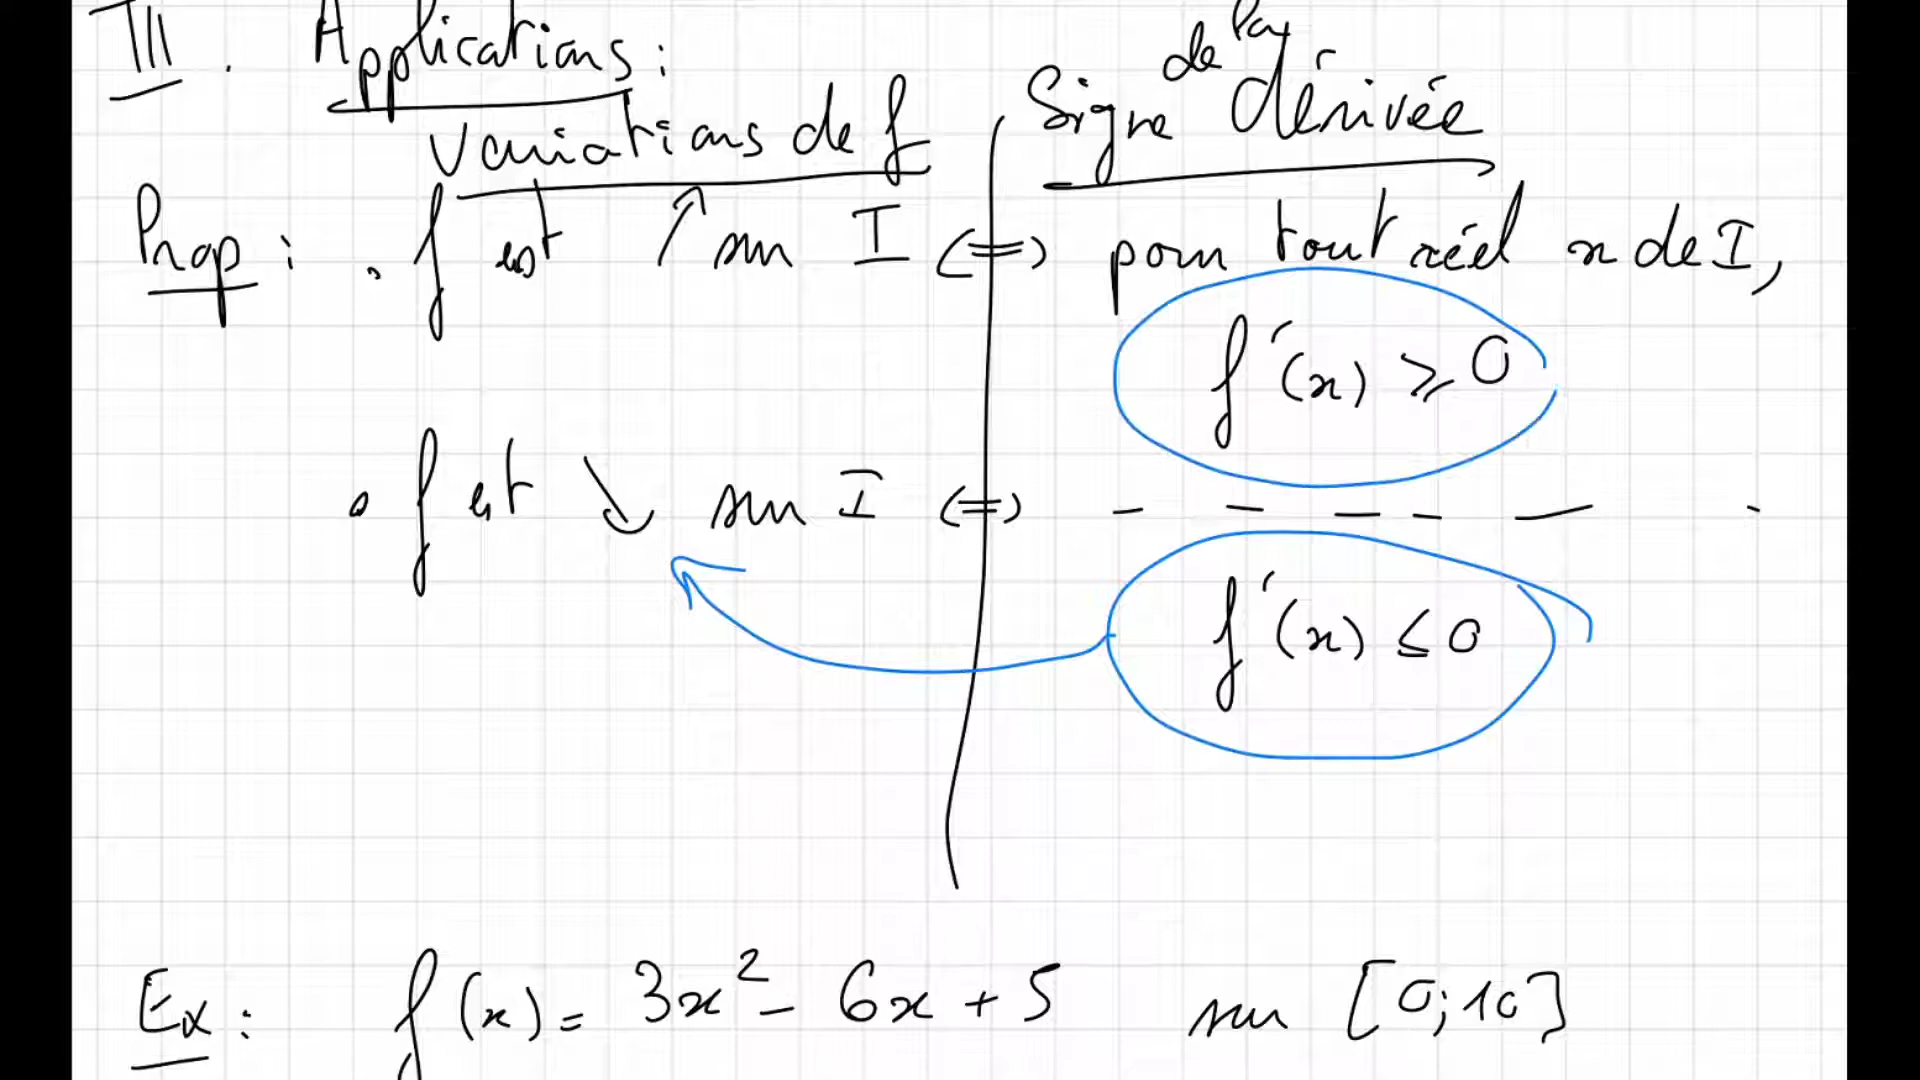 III. Applications:
variations de f
Signe de la dérivée
Prop : . f est ↗ sur I <=> pour tout réel x de I,
f'(x) ⩾ 0
. f est ↘ sur I <=> _ _ _ _ _ .
f'(x) ≤ 0
Ex : f(x) = 3x² - 6x + 5 sur [0; 10]